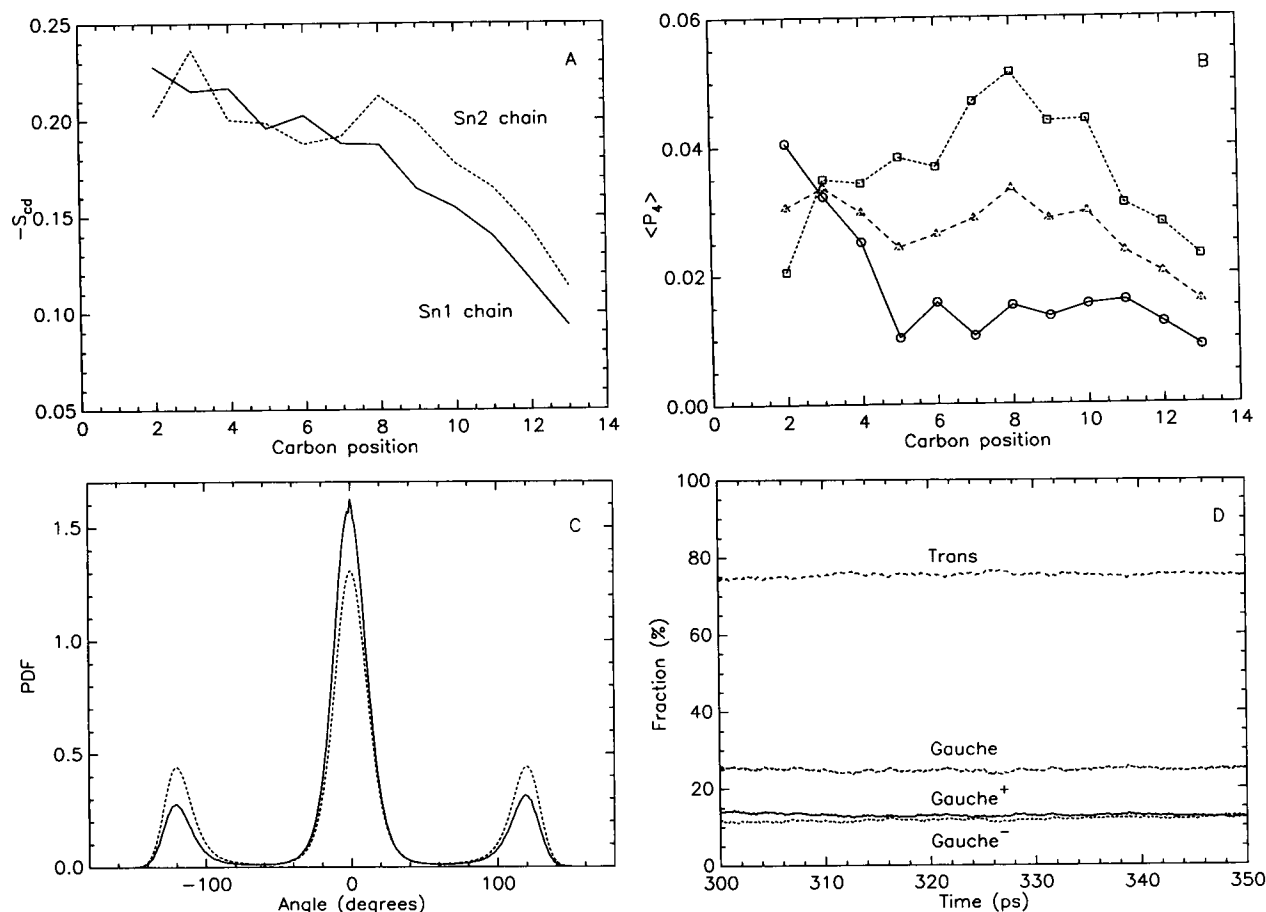 0.25
0.20
0.15
0.10
0.05
-S_cd
A
Sn2 chain
Sn1 chain
0 2 4 6 8 10 12 14
Carbon position
0.06
0.04
0.02
0.00
<P₄>
B
0 2 4 6 8 10 12 14
Carbon position
1.5
1.0
0.5
0.0
PDF
C
-100 0 100
Angle (degrees)
100
80
60
40
20
0
Fraction (%)
D
Trans
Gauche
Gauche⁺
Gauche⁻
300 310 320 330 340 350
Time (ps)